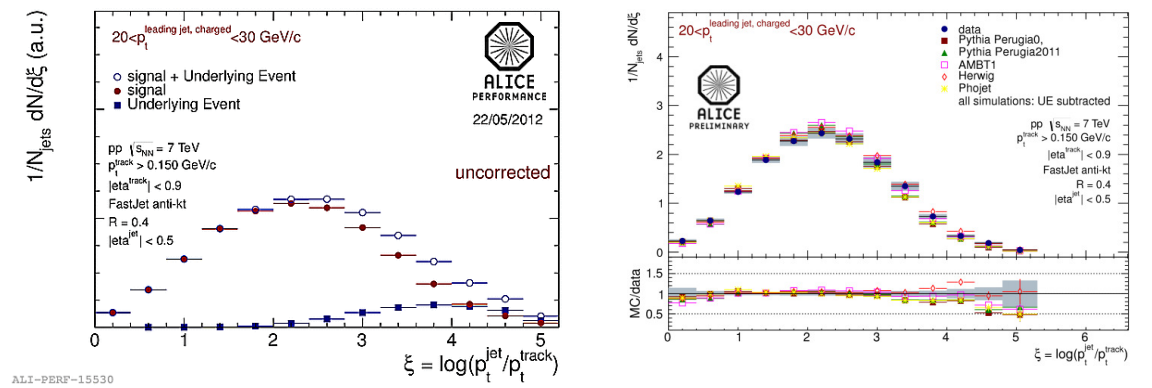 1/N_jets dN/dξ (a.u.)
20<p_t^leading jet, charged<30 GeV/c
signal + Underlying Event
signal
Underlying Event
ALICE
PERFORMANCE
22/05/2012
pp √s_NN = 7 TeV
p_t^track > 0.150 GeV/c
|eta^track| < 0.9
FastJet anti-kt
R = 0.4
|eta^jet| < 0.5
uncorrected
0 1 2 3 4 5
ξ = log(p_t^jet/p_t^track)
ALI-PERF-15530
1/N_jets dN/dξ
20<p_t^leading jet, charged<30 GeV/c
data
Pythia Perugia0,
Pythia Perugia2011
AMBT1
Herwig
Phojet
all simulations: UE subtracted
ALICE
PRELIMINARY
pp √s_NN = 7 TeV
p_t^track > 0.150 GeV/c
|eta^track| < 0.9
FastJet anti-kt
R = 0.4
|eta^jet| < 0.5
4
3
2
1
0
MC/data
1.5
1
0.5
0 1 2 3 4 5 6
ξ = log(p_t^jet/p_t^track)